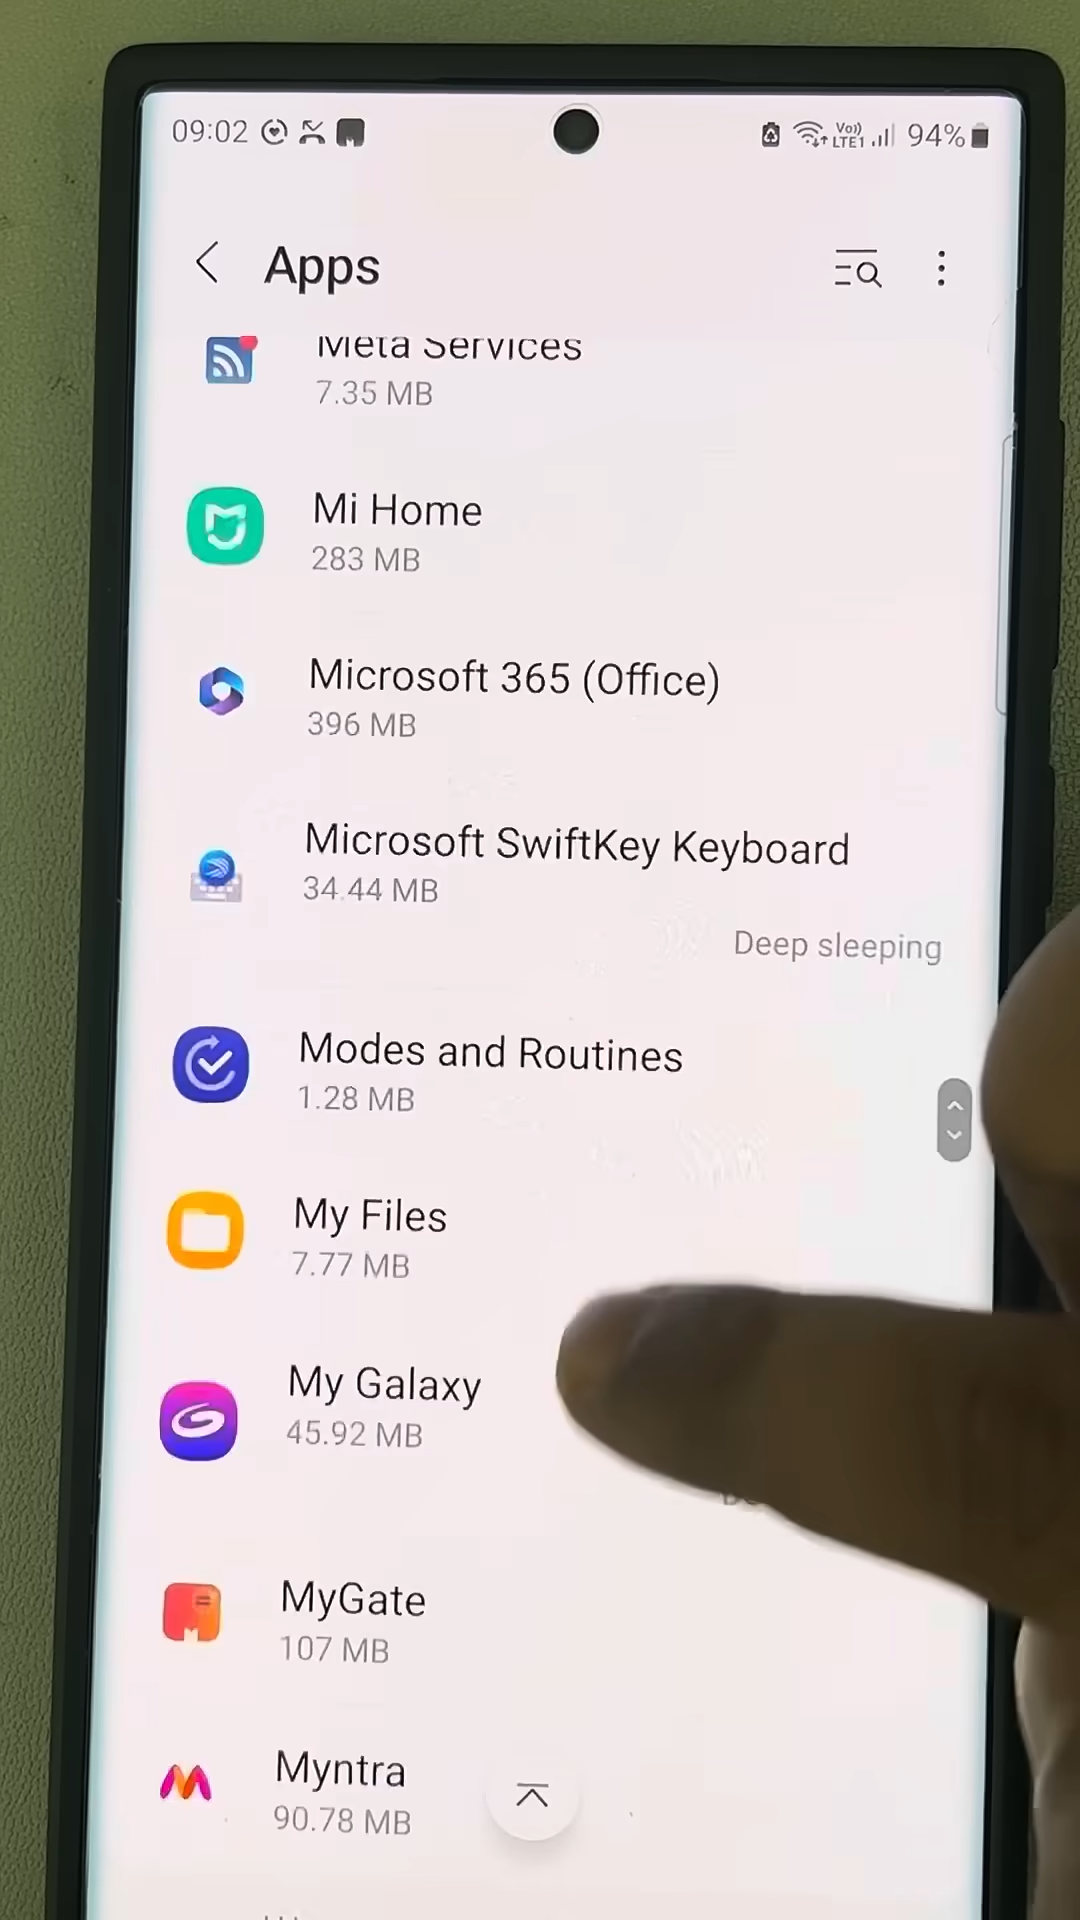 09:02
Vo))
LTE1
94%
Apps
Meta Services
7.35 MB
Mi Home
283 MB
Microsoft 365 (Office)
396 MB
Microsoft SwiftKey Keyboard
34.44 MB
Deep sleeping
Modes and Routines
1.28 MB
My Files
7.77 MB
My Galaxy
45.92 MB
MyGate
107 MB
Myntra
90.78 MB